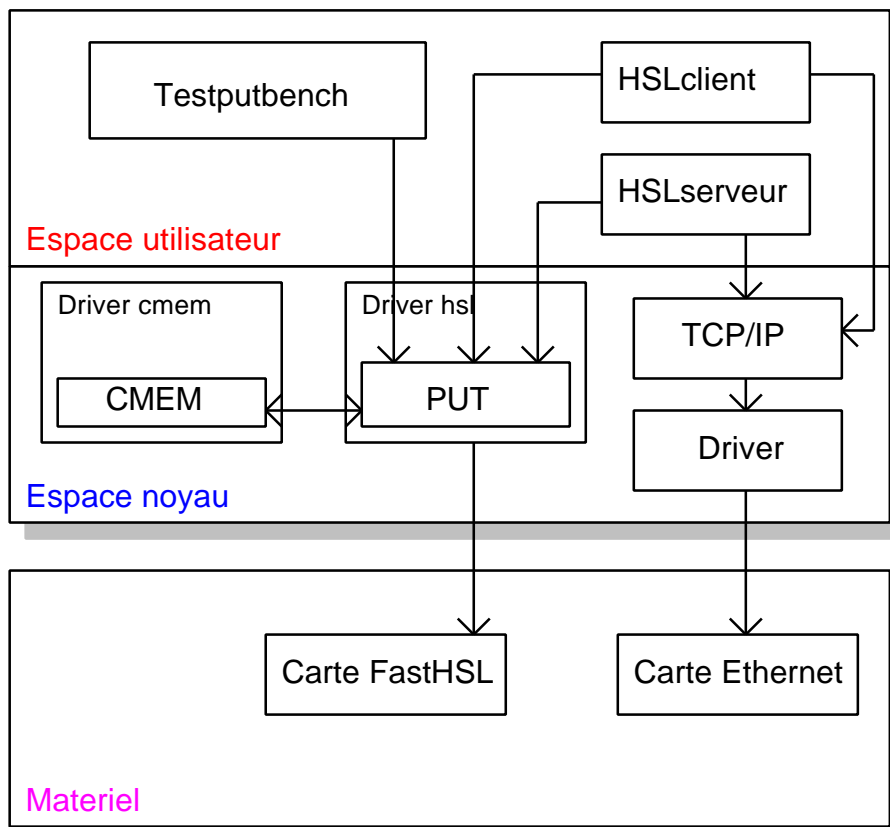 Testputbench
HSLclient
HSLserveur
Espace utilisateur
Driver cmem
Driver hsl
TCP/IP
CMEM
PUT
Driver
Espace noyau
Carte FastHSL
Carte Ethernet
Materiel